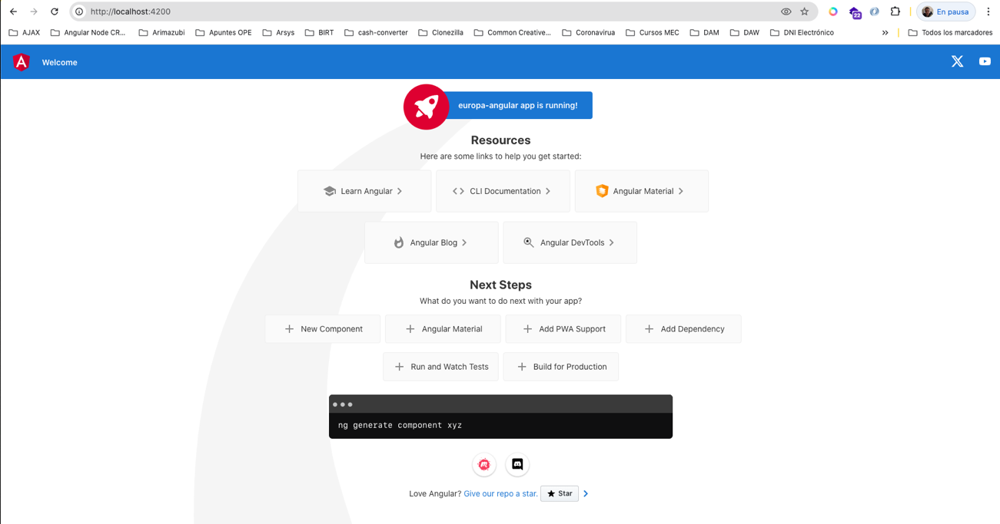 http://localhost:4200
22
En pausa
AJAX Angular Node CR... Arimazubi Apuntes OPE Arsys BIRT cash-converter Clonezilla Common Creative... Coronavirua Cursos MEC DAM DAW DNI Electrónico » Todos los marcadores
Welcome
europa-angular app is running!
Resources
Here are some links to help you get started:
Learn Angular CLI Documentation Angular Material
Angular Blog Angular DevTools
Next Steps
What do you want to do next with your app?
New Component Angular Material Add PWA Support Add Dependency
Run and Watch Tests Build for Production
ng generate component xyz
Love Angular? Give our repo a star. Star